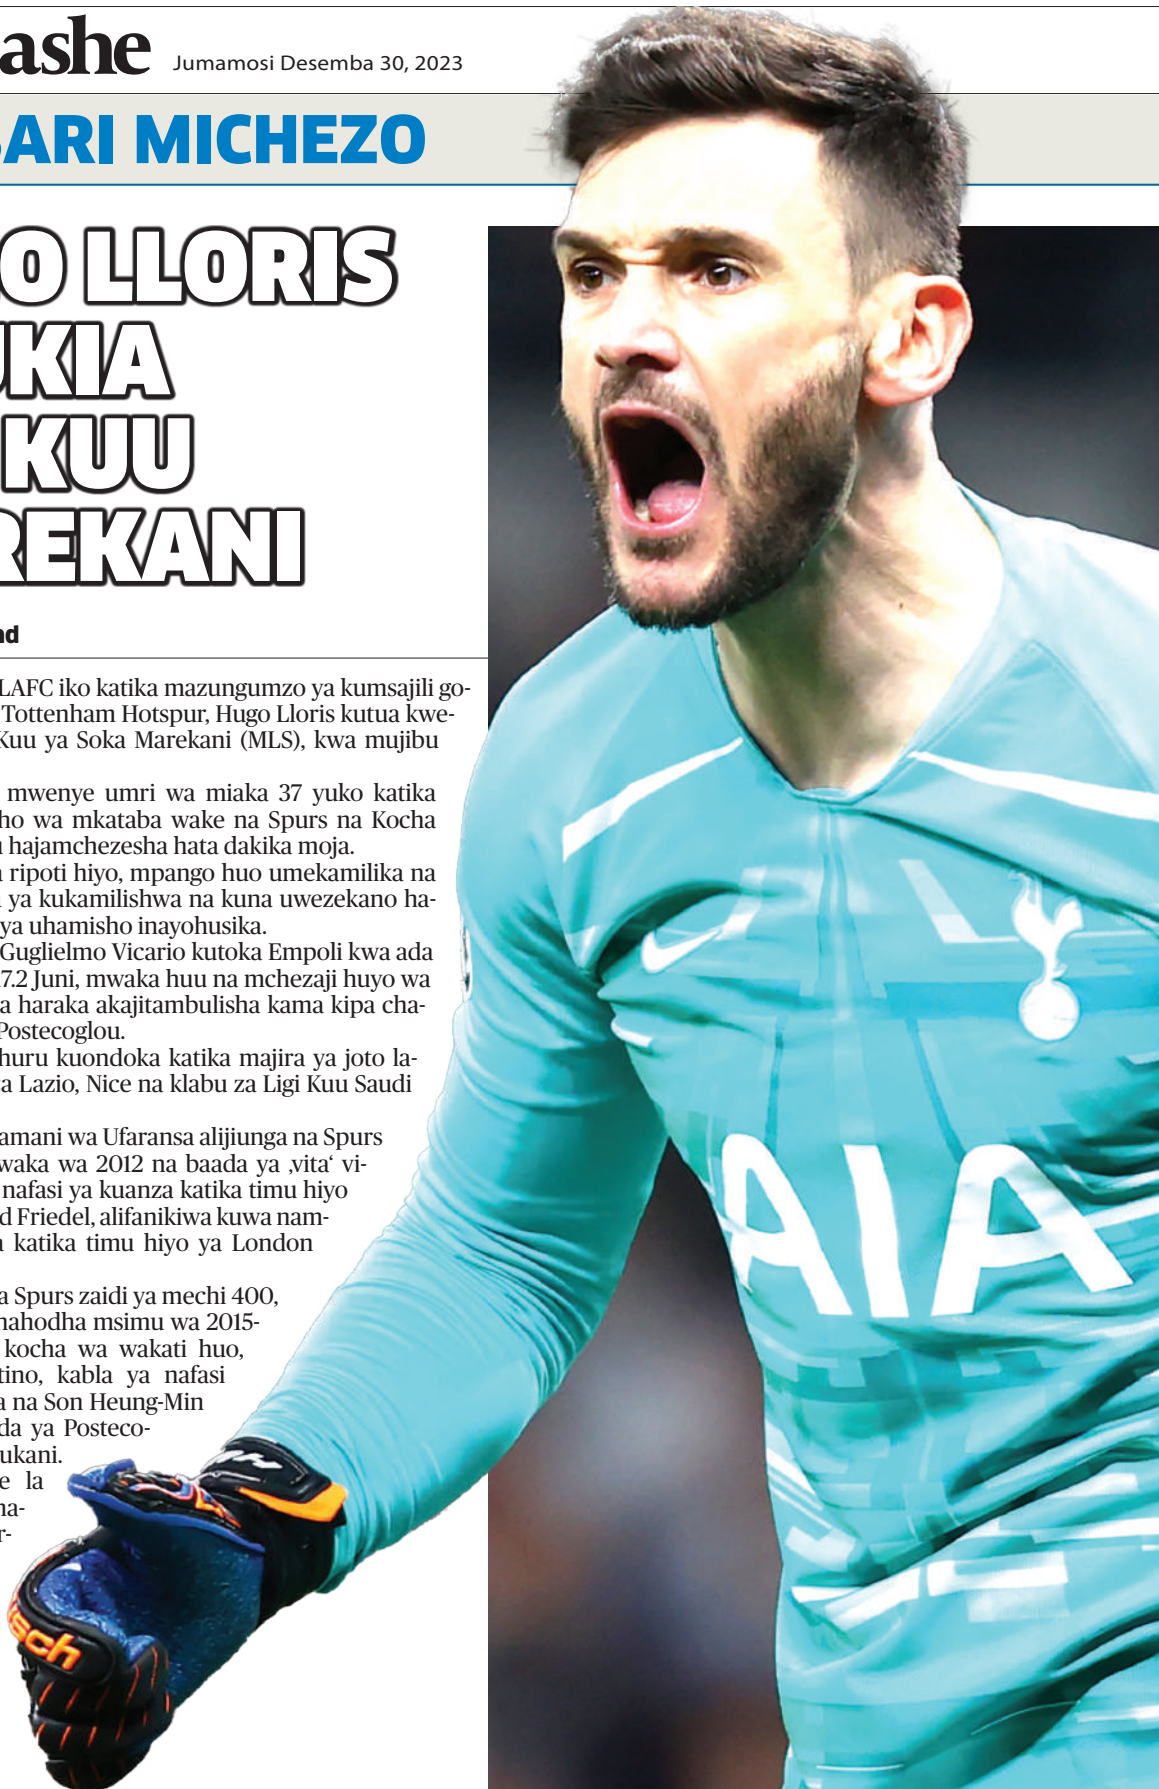 ashe Jumamosi Desemba 30, 2023
BARI MICHEZO
O LLORIS
UKIA
KUU
REKANI
nd
LAFC iko katika mazungumzo ya kumsajili go-
Tottenham Hotspur, Hugo Lloris kutua kwe-
Kuu ya Soka Marekani (MLS), kwa mujibu
mwenye umri wa miaka 37 yuko katika
ho wa mkataba wake na Spurs na Kocha
hajamchezesha hata dakika moja.
ripoti hiyo, mpango huo umekamilika na
ya kukamilishwa na kuna uwezekano ha-
ya uhamisho inayohusika.
Guglielmo Vicario kutoka Empoli kwa ada
7.2 Juni, mwaka huu na mchezaji huyo wa
a haraka akajitambulisha kama kipa cha-
Postecoglou.
huru kuondoka katika majira ya joto la-
a Lazio, Nice na klabu za Ligi Kuu Saudi
amani wa Ufaransa alijiunga na Spurs
waka wa 2012 na baada ya ‚vita‘ vi-
nafasi ya kuanza katika timu hiyo
d Friedel, alifanikiwa kuwa nam-
a katika timu hiyo ya London
a Spurs zaidi ya mechi 400,
nahodha msimu wa 2015-
kocha wa wakati huo,
tino, kabla ya nafasi
a na Son Heung-Min
da ya Posteco-
ukani.
e la
na-
r-
AIA
sch